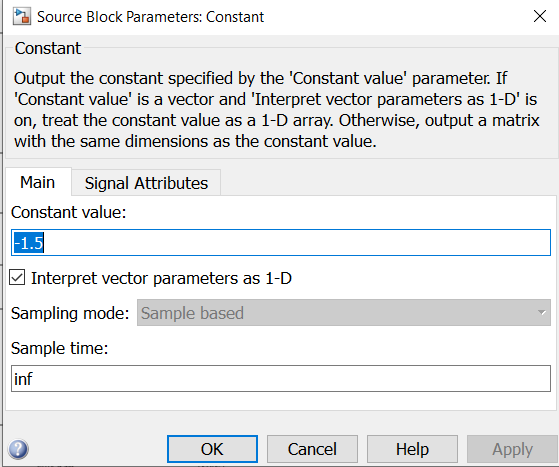 Source Block Parameters: Constant
Constant
Output the constant specified by the 'Constant value' parameter. If
'Constant value' is a vector and 'Interpret vector parameters as 1-D' is
on, treat the constant value as a 1-D array. Otherwise, output a matrix
with the same dimensions as the constant value.
Main Signal Attributes
Constant value:
-1.5
Interpret vector parameters as 1-D
Sampling mode: Sample based
Sample time:
inf
OK Cancel Help Apply